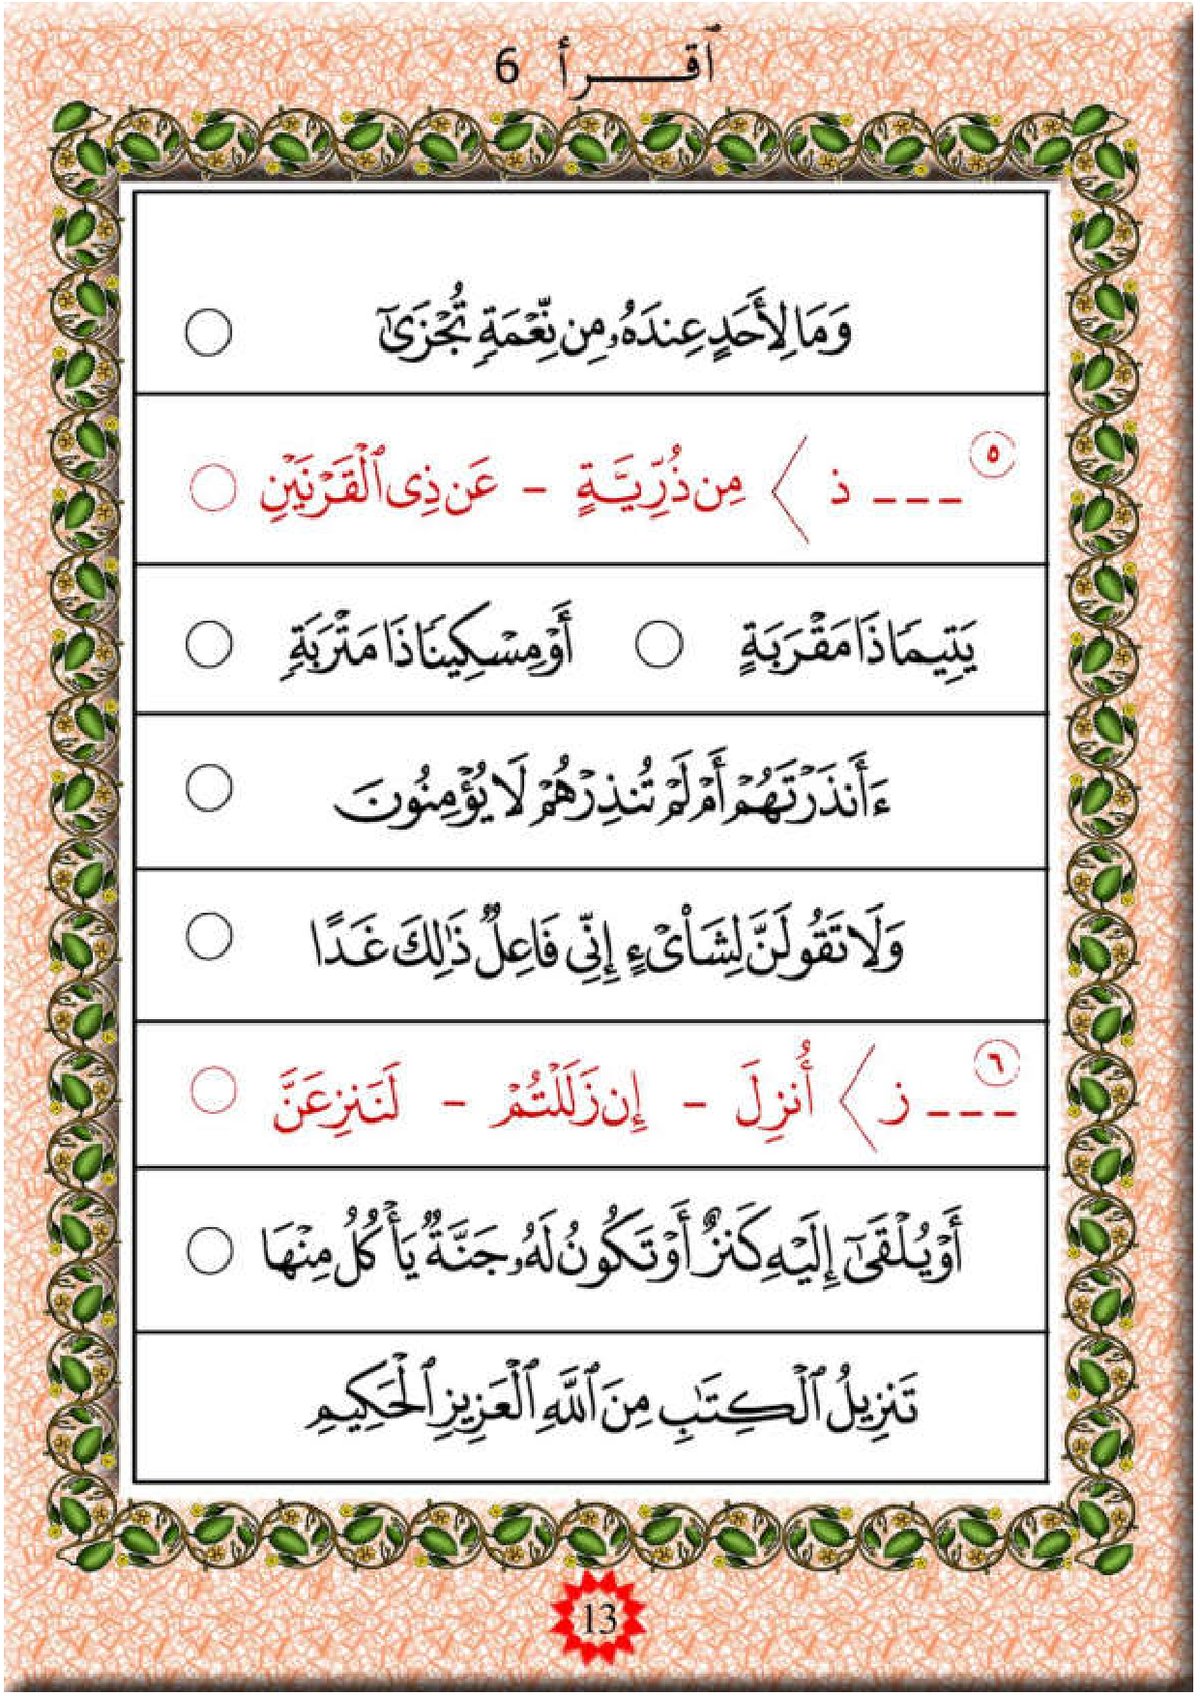 ٱقـــرأ 6
وَمَا لِأَحَدٍ عِندَهُۥ مِن نِّعْمَةٍ تُجْزَىٰٓ
٥ --- ذ 〉 مِن ذُرِّيَّةٍ - عَن ذِى ٱلْقَرْنَيْنِ
يَتِيمًا ذَا مَقْرَبَةٍ ○ أَوْ مِسْكِينًا ذَا مَتْرَبَةٍ
ءَأَنذَرْتَهُمْ أَمْ لَمْ تُنذِرْهُمْ لَا يُؤْمِنُونَ
وَلَا تَقُولَنَّ لِشَا۟ىْءٍ إِنِّى فَاعِلٌ ذَٰلِكَ غَدًا
٦ --- ز 〉 أُنزِلَ - إِن زَلَلْتُمْ - لَنَنزِعَنَّ
أَوْ يُلْقَىٰٓ إِلَيْهِ كَنزٌ أَوْ تَكُونُ لَهُۥ جَنَّةٌ يَأْكُلُ مِنْهَا
تَنزِيلُ ٱلْكِتَٰبِ مِنَ ٱللَّهِ ٱلْعَزِيزِ ٱلْحَكِيمِ
13